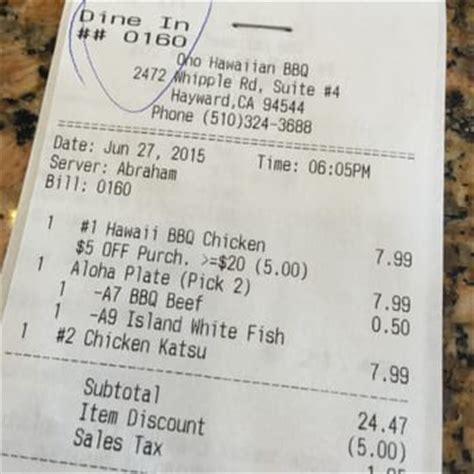 Dine In
## 0160
Ono Hawaiian BBQ
2472 Whipple Rd, Suite #4
Hayward,CA 94544
Phone (510)324-3688
Date: Jun 27, 2015 Time: 06:05PM
Server: Abraham
Bill: 0160
1 #1 Hawaii BBQ Chicken 7.99
$5 OFF Purch. >=$20 (5.00)
1 Aloha Plate (Pick 2) 7.99
1 -A7 BBQ Beef 0.50
1 -A9 Island White Fish
1 #2 Chicken Katsu 7.99
Subtotal 24.47
Item Discount (5.00)
Sales Tax